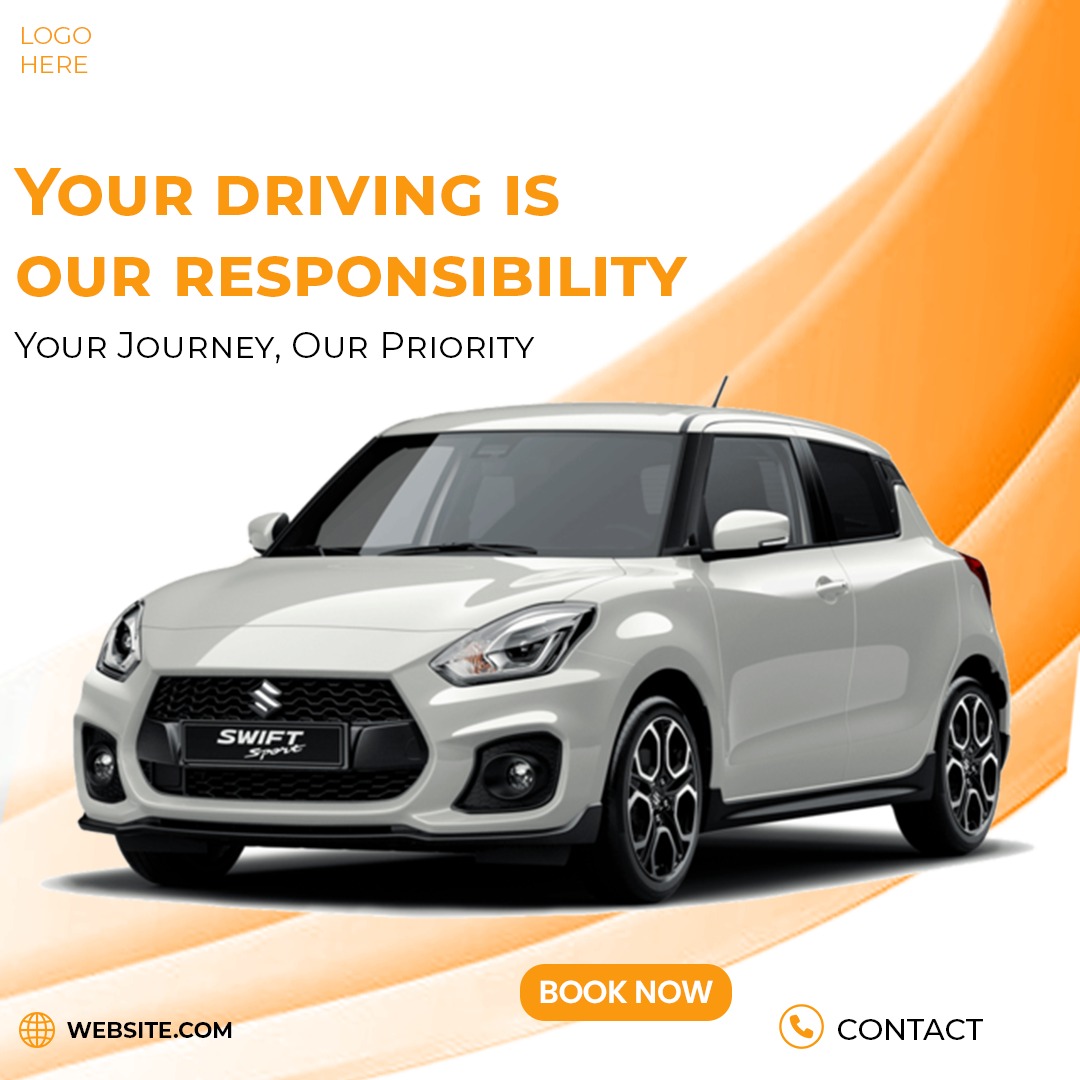 LOGO
HERE
YOUR DRIVING IS
OUR RESPONSIBILITY
YOUR JOURNEY, OUR PRIORITY
SWIFT
Sport
BOOK NOW
WEBSITE.COM
CONTACT